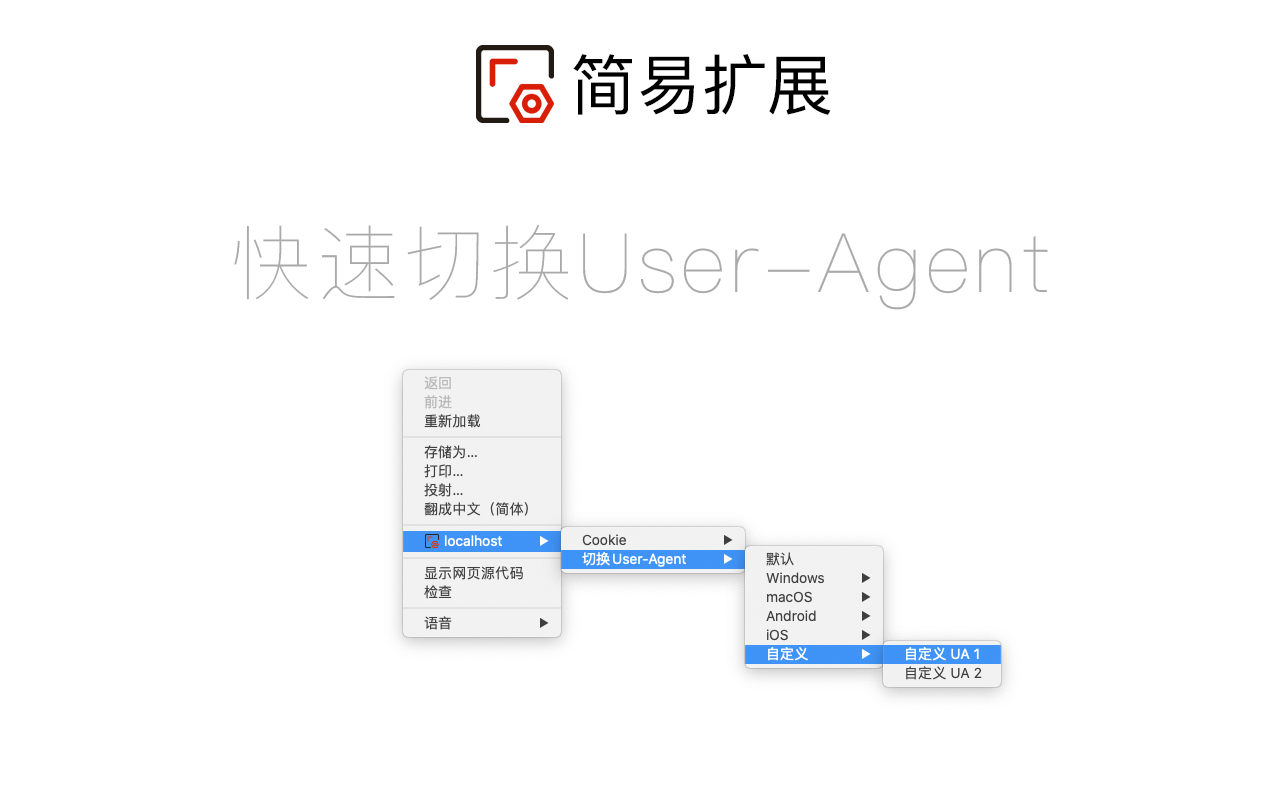 简易扩展
快速切换User-Agent
返回
前进
重新加载
存储为...
打印...
投射...
翻成中文（简体）
localhost
显示网页源代码
检查
语音
Cookie
切换User-Agent
默认
Windows
macOS
Android
iOS
自定义
自定义 UA 1
自定义 UA 2